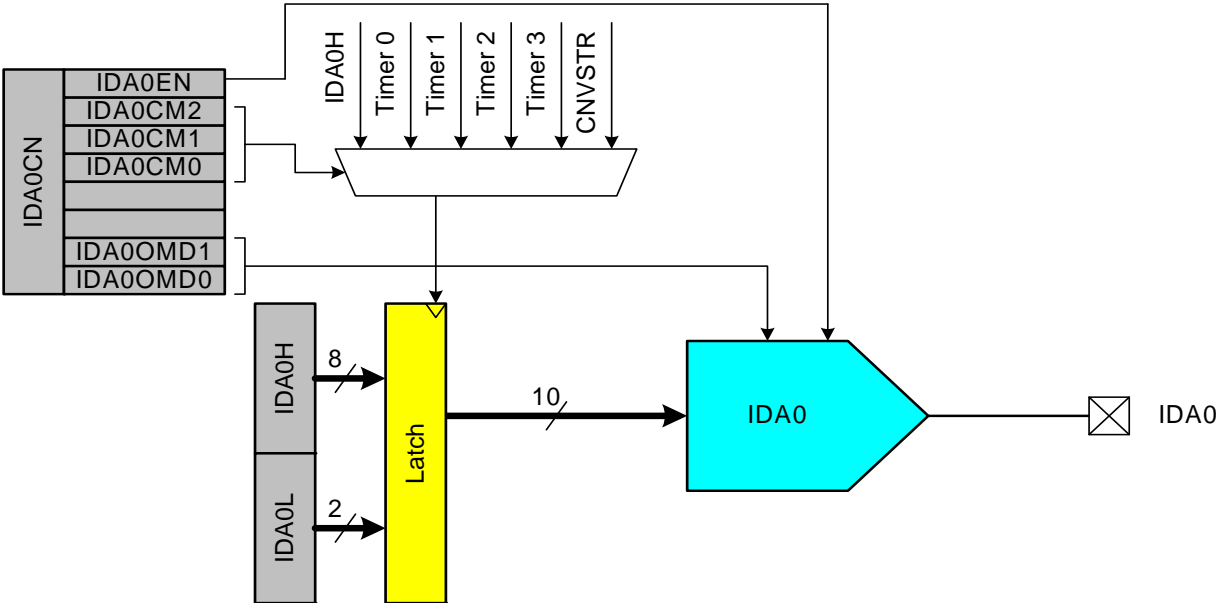 IDA0CN
IDA0EN
IDA0CM2
IDA0CM1
IDA0CM0
IDA0OMD1
IDA0OMD0
IDA0H
Timer 0
Timer 1
Timer 2
Timer 3
CNVSTR
IDA0H
8
IDA0L
2
Latch
10
IDA0
IDA0